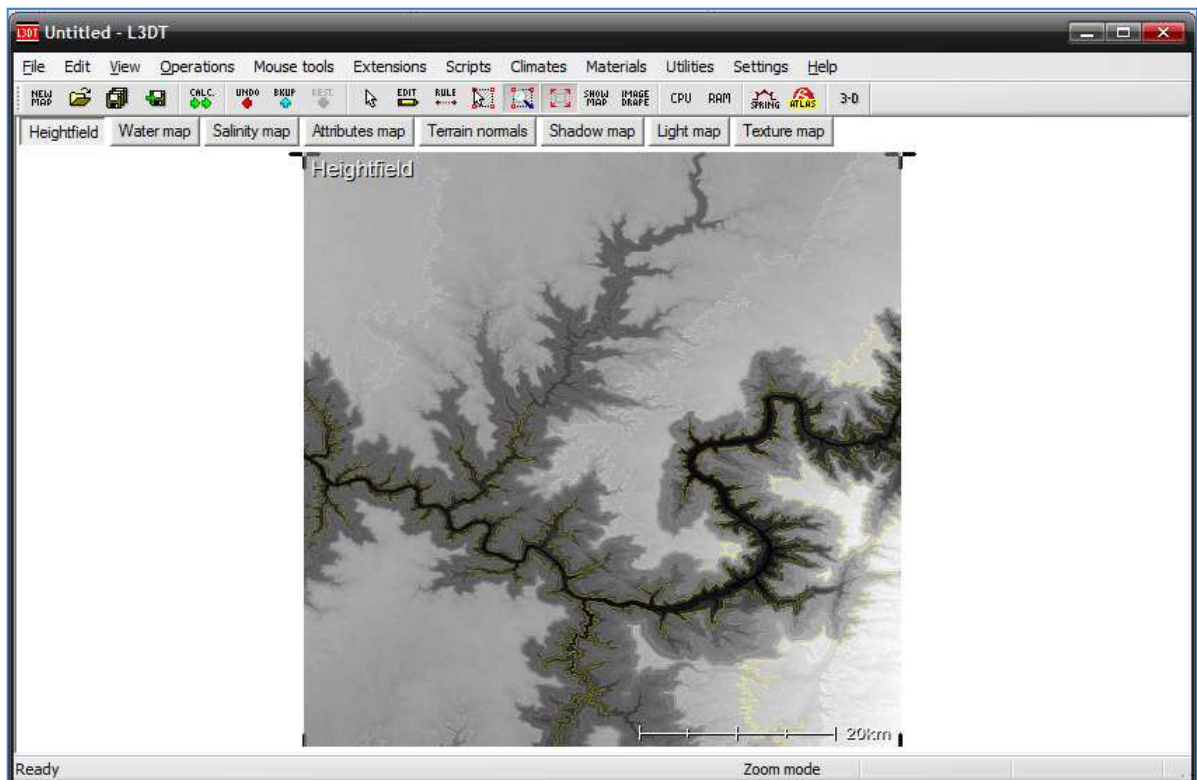 L3DT Untitled - L3DT
File Edit View Operations Mouse tools Extensions Scripts Climates Materials Utilities Settings Help
NEW MAP CALC. UNDO BKUP REST. EDIT RULE SHOW MAP IMAGE DRAPE CPU RAM SPRING ATLAS 3-D
Heightfield Water map Salinity map Attributes map Terrain normals Shadow map Light map Texture map
Heightfield
20km
Ready Zoom mode